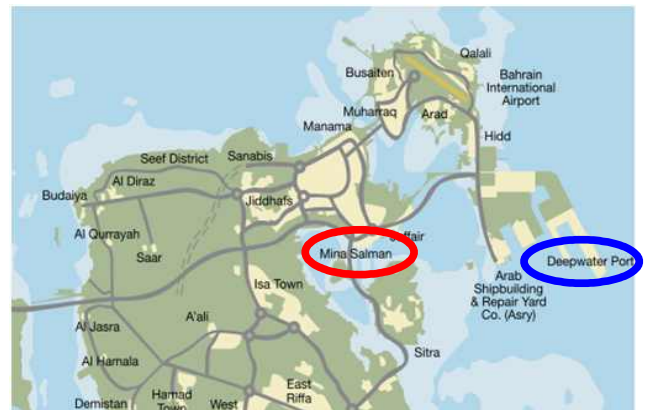 Qalali
Busaiten
Bahrain
International
Airport
Muharraq
Arad
Manama
Hidd
Seef District
Sanabis
Al Diraz
Budaiya
Jiddhafs
Al Qurrayah
Saar
Mina Salman
Deepwater Port
Arab
Shipbuilding
& Repair Yard
Co. (Asry)
Isa Town
A'ali
Al Jasra
Sitra
Al Hamala
East
Riffa
Hamad
Town
West
Demistan